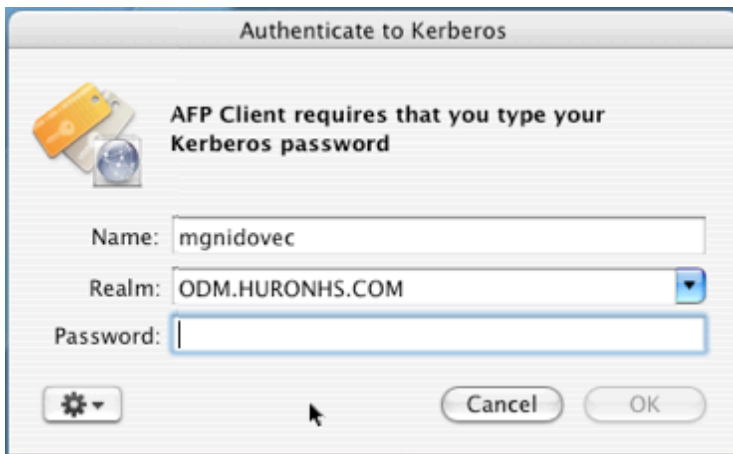 Authenticate to Kerberos
AFP Client requires that you type your
Kerberos password
Name: mgnidovec
Realm: ODM.HURONHS.COM
Password:
Cancel OK